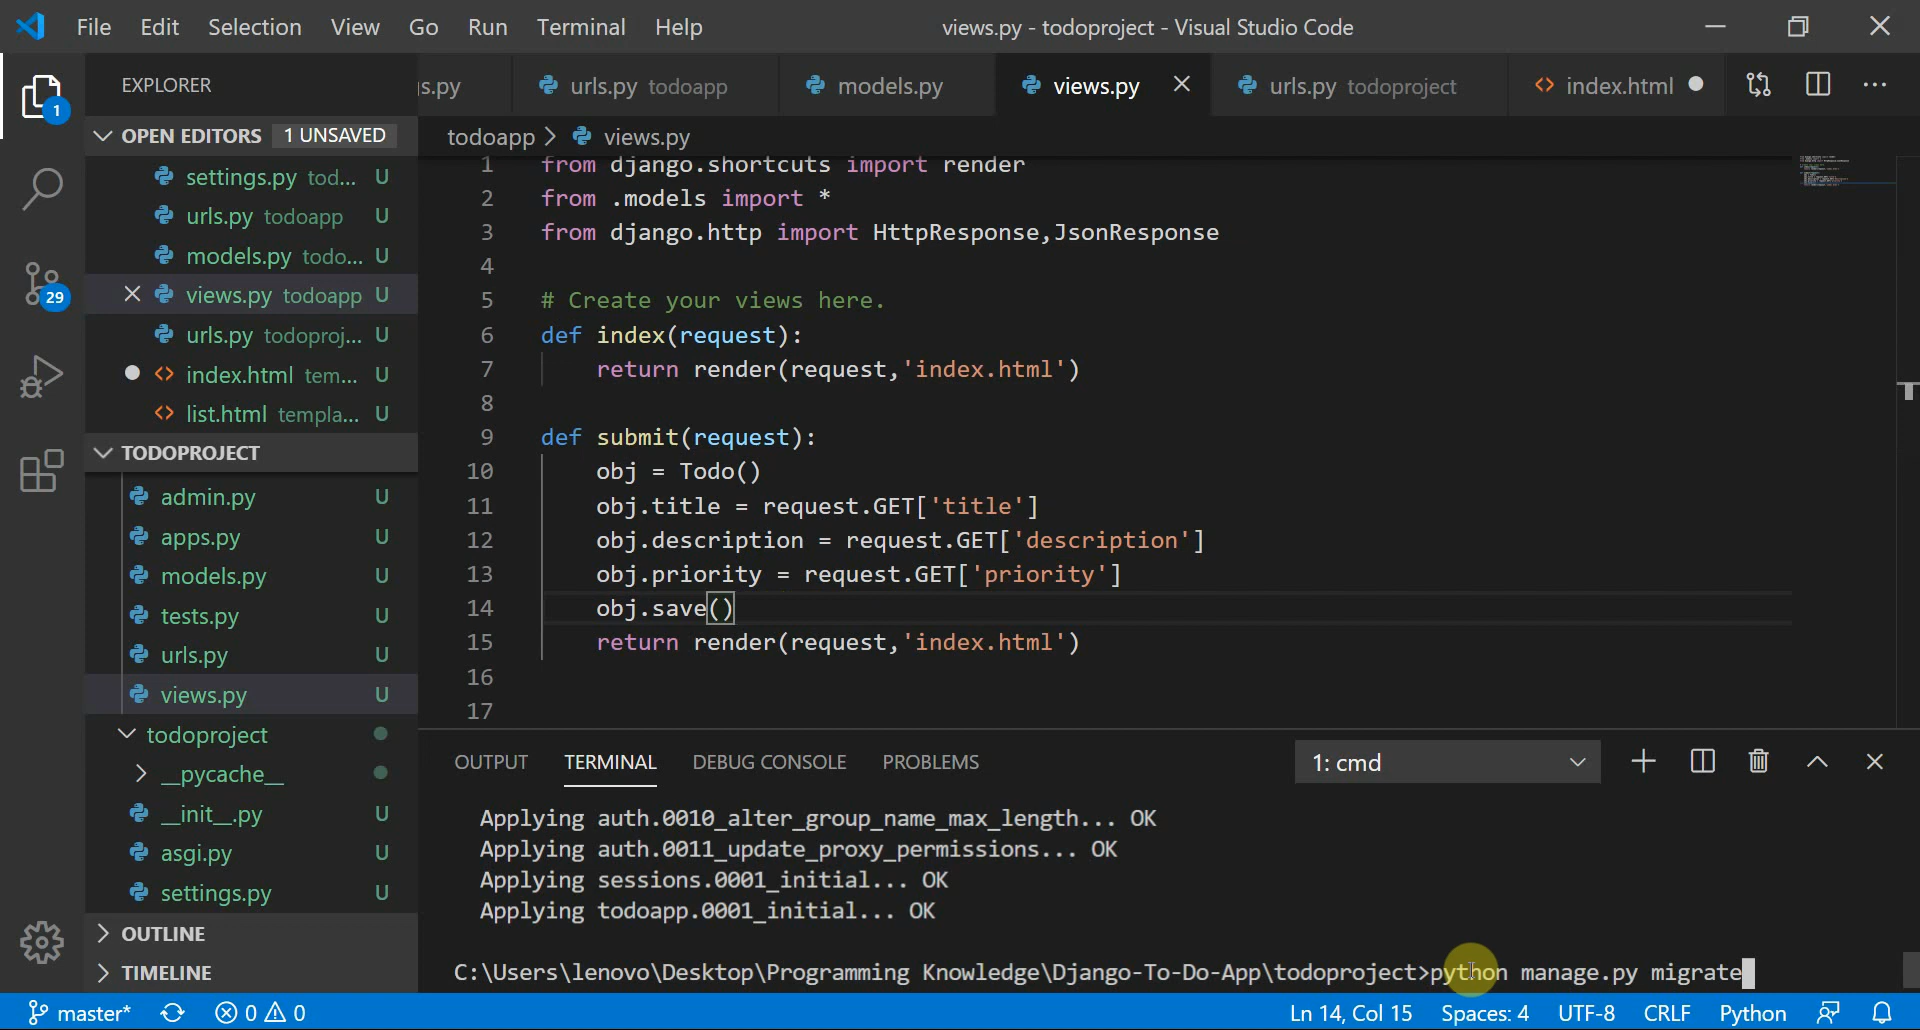 File Edit Selection View Go Run Terminal Help
views.py - todoproject - Visual Studio Code
EXPLORER
s.py
urls.py todoapp
models.py
views.py
urls.py todoproject
index.html
OPEN EDITORS 1 UNSAVED
settings.py tod... U
urls.py todoapp U
models.py todo... U
views.py todoapp U
urls.py todoproj... U
index.html tem... U
list.html templa... U
TODOPROJECT
admin.py U
apps.py U
models.py U
tests.py U
urls.py U
views.py U
todoproject
__pycache__
__init__.py U
asgi.py U
settings.py U
OUTLINE
TIMELINE
1
29
todoapp > views.py
1 from django.shortcuts import render
2 from .models import *
3 from django.http import HttpResponse,JsonResponse
4
5 # Create your views here.
6 def index(request):
7 return render(request,'index.html')
8
9 def submit(request):
10 obj = Todo()
11 obj.title = request.GET['title']
12 obj.description = request.GET['description']
13 obj.priority = request.GET['priority']
14 obj.save()
15 return render(request,'index.html')
16
17
OUTPUT TERMINAL DEBUG CONSOLE PROBLEMS
1: cmd
Applying auth.0010_alter_group_name_max_length... OK
Applying auth.0011_update_proxy_permissions... OK
Applying sessions.0001_initial... OK
Applying todoapp.0001_initial... OK
C:\Users\lenovo\Desktop\Programming Knowledge\Django-To-Do-App\todoproject>python manage.py migrate
master* 0 0 Ln 14, Col 15 Spaces: 4 UTF-8 CRLF Python